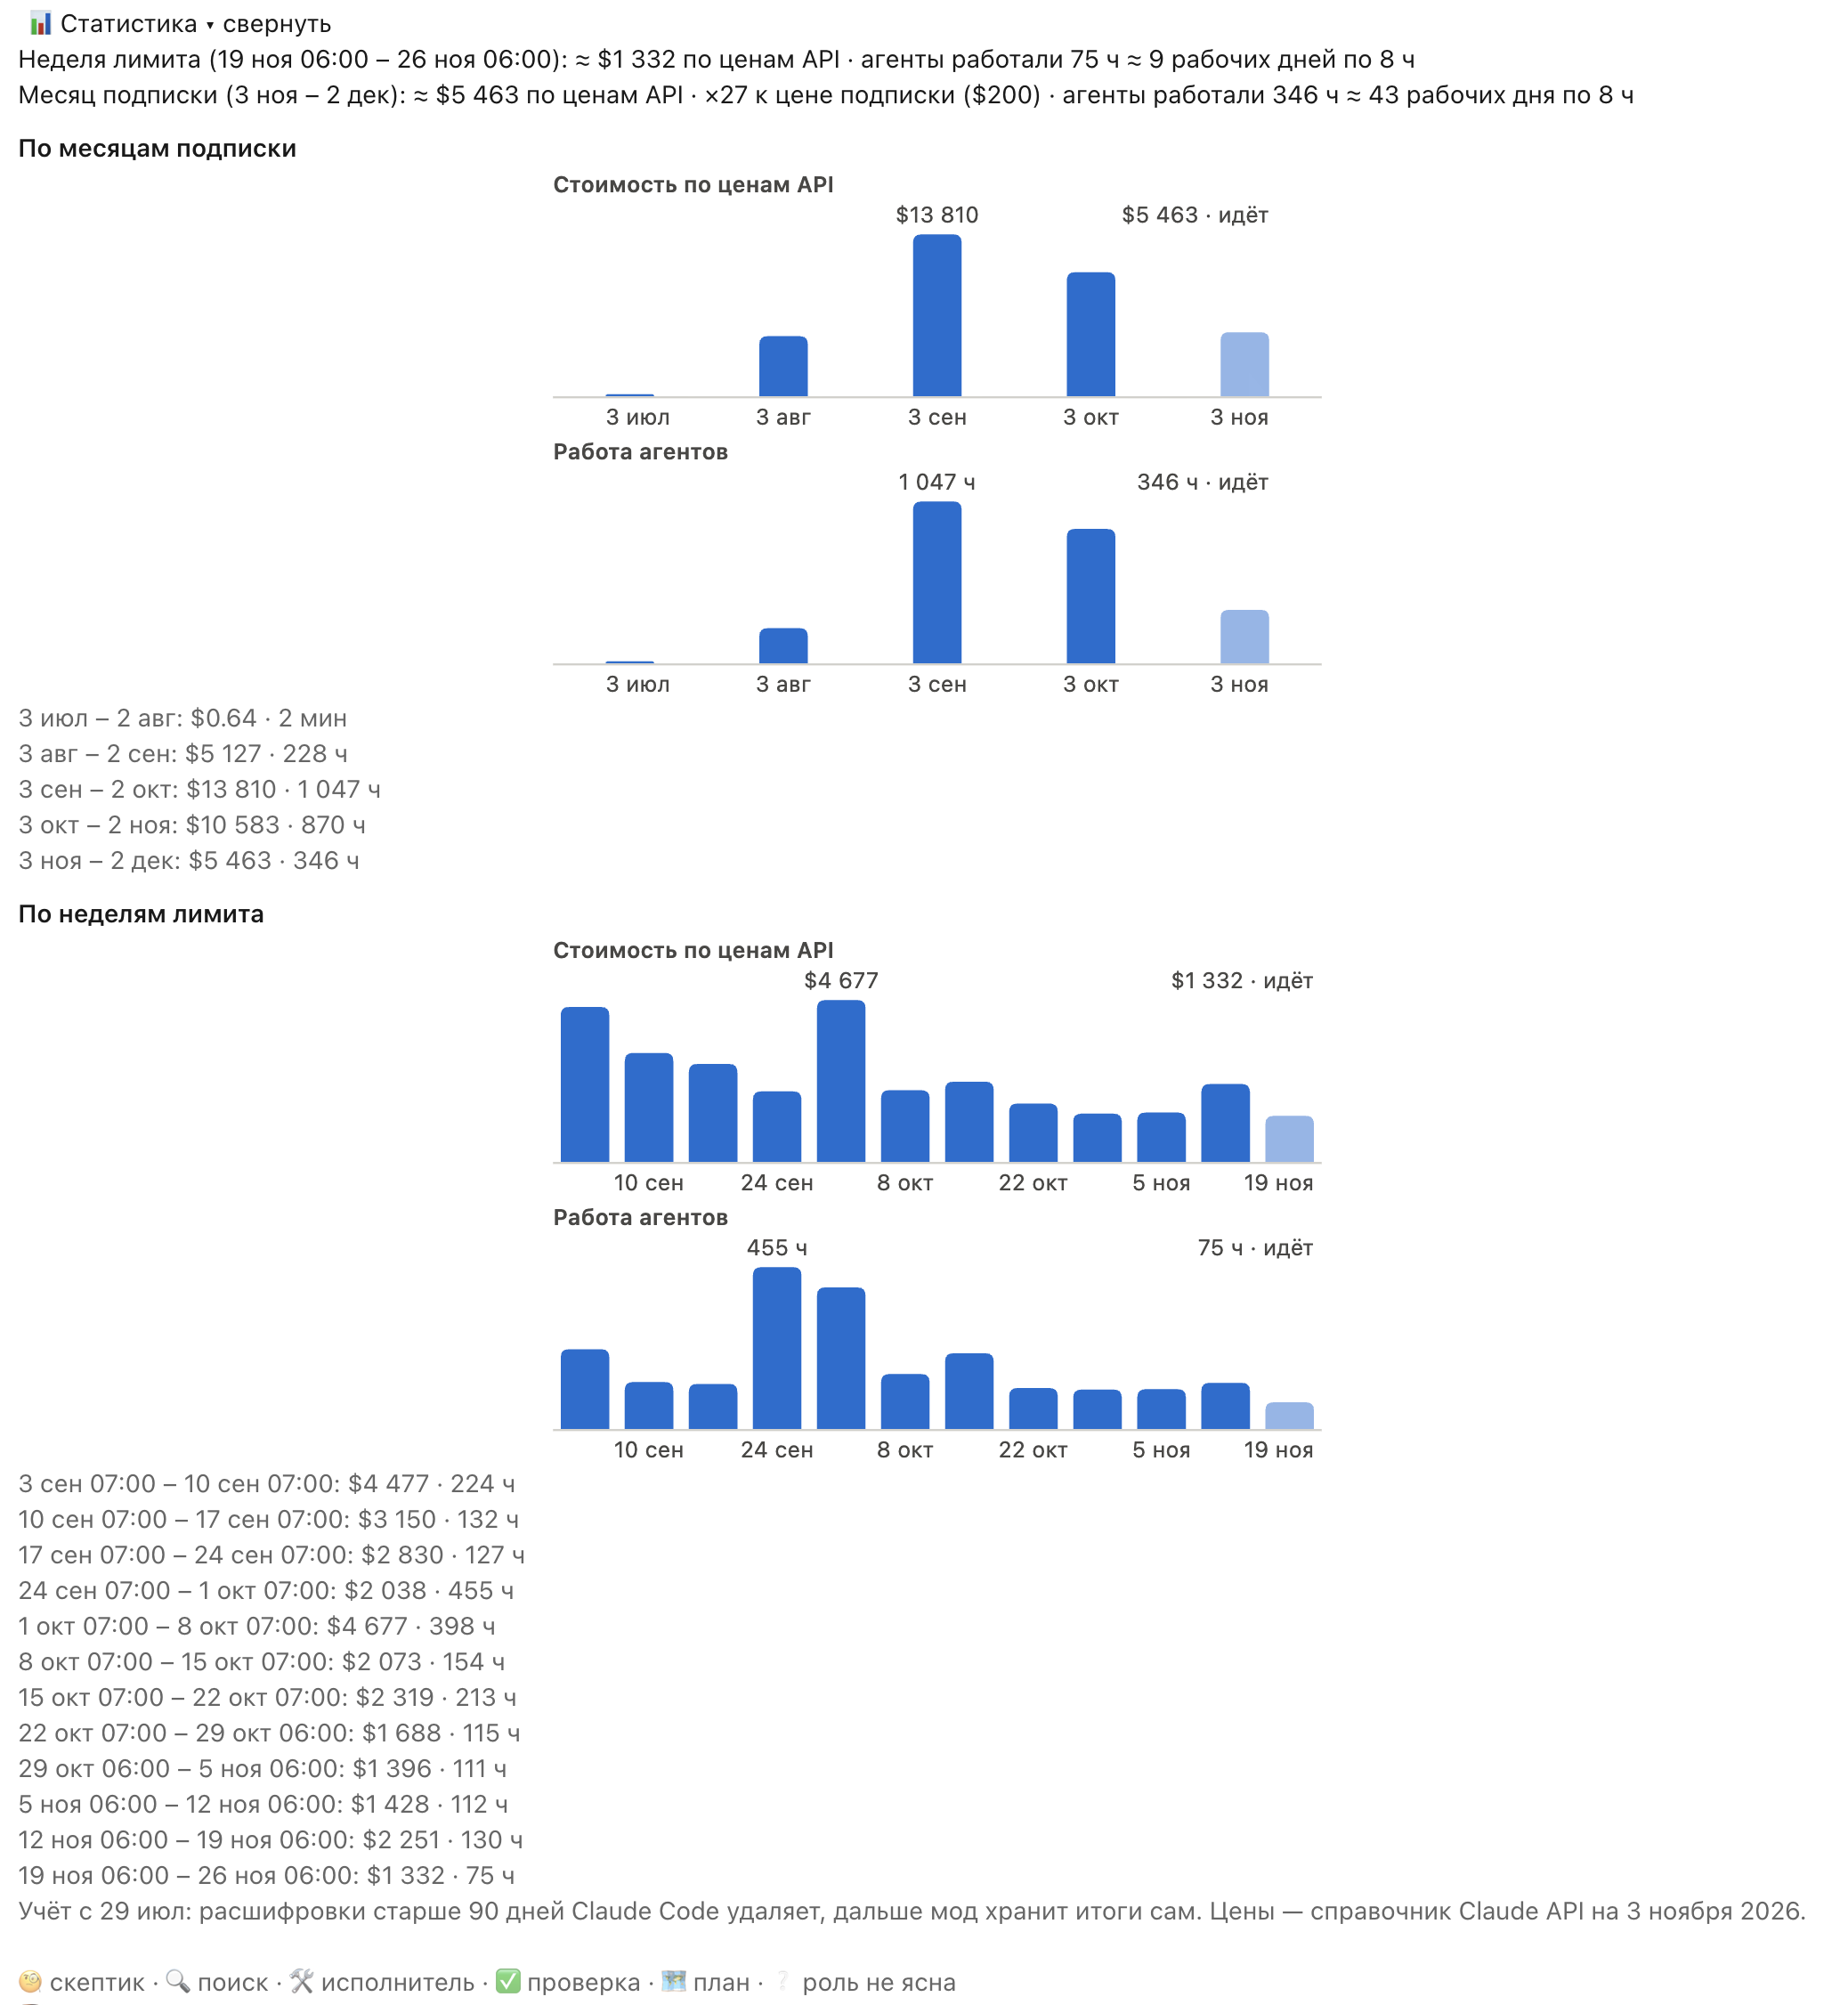 📊 Статистика ▾ свернуть
Неделя лимита (19 ноя 06:00 – 26 ноя 06:00): ≈ $1 332 по ценам API · агенты работали 75 ч ≈ 9 рабочих дней по 8 ч
Месяц подписки (3 ноя – 2 дек): ≈ $5 463 по ценам API · ×27 к цене подписки ($200) · агенты работали 346 ч ≈ 43 рабочих дня по 8 ч
По месяцам подписки
Стоимость по ценам API
$13 810 $5 463 · идёт
3 июл 3 авг 3 сен 3 окт 3 ноя
Работа агентов
1 047 ч 346 ч · идёт
3 июл 3 авг 3 сен 3 окт 3 ноя
3 июл – 2 авг: $0.64 · 2 мин
3 авг – 2 сен: $5 127 · 228 ч
3 сен – 2 окт: $13 810 · 1 047 ч
3 окт – 2 ноя: $10 583 · 870 ч
3 ноя – 2 дек: $5 463 · 346 ч
По неделям лимита
Стоимость по ценам API
$4 677 $1 332 · идёт
10 сен 24 сен 8 окт 22 окт 5 ноя 19 ноя
Работа агентов
455 ч 75 ч · идёт
10 сен 24 сен 8 окт 22 окт 5 ноя 19 ноя
3 сен 07:00 – 10 сен 07:00: $4 477 · 224 ч
10 сен 07:00 – 17 сен 07:00: $3 150 · 132 ч
17 сен 07:00 – 24 сен 07:00: $2 830 · 127 ч
24 сен 07:00 – 1 окт 07:00: $2 038 · 455 ч
1 окт 07:00 – 8 окт 07:00: $4 677 · 398 ч
8 окт 07:00 – 15 окт 07:00: $2 073 · 154 ч
15 окт 07:00 – 22 окт 07:00: $2 319 · 213 ч
22 окт 07:00 – 29 окт 06:00: $1 688 · 115 ч
29 окт 06:00 – 5 ноя 06:00: $1 396 · 111 ч
5 ноя 06:00 – 12 ноя 06:00: $1 428 · 112 ч
12 ноя 06:00 – 19 ноя 06:00: $2 251 · 130 ч
19 ноя 06:00 – 26 ноя 06:00: $1 332 · 75 ч
Учёт с 29 июл: расшифровки старше 90 дней Claude Code удаляет, дальше мод хранит итоги сам. Цены — справочник Claude API на 3 ноября 2026.
🧐 скептик · 🔍 поиск · 🛠️ исполнитель · ✅ проверка · 🗺️ план · ❔ роль не ясна